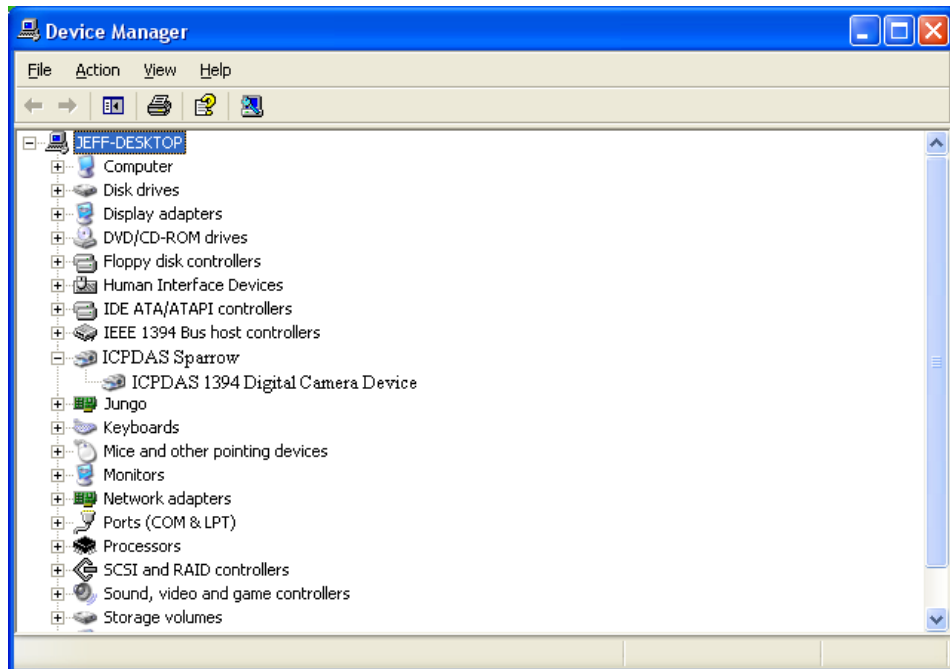 Device Manager
File Action View Help
JEFF-DESKTOP
Computer
Disk drives
Display adapters
DVD/CD-ROM drives
Floppy disk controllers
Human Interface Devices
IDE ATA/ATAPI controllers
IEEE 1394 Bus host controllers
ICPDAS Sparrow
ICPDAS 1394 Digital Camera Device
Jungo
Keyboards
Mice and other pointing devices
Monitors
Network adapters
Ports (COM & LPT)
Processors
SCSI and RAID controllers
Sound, video and game controllers
Storage volumes